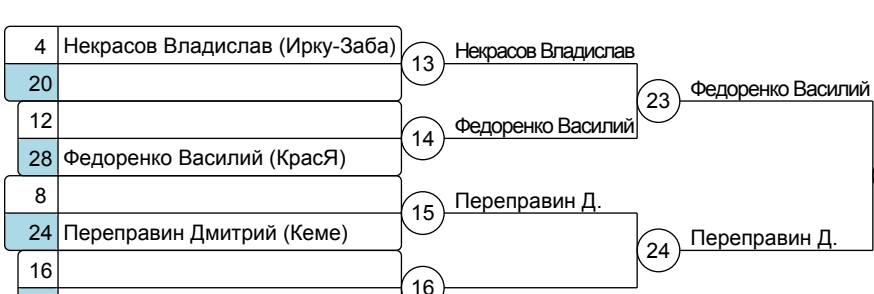 4 Некрасов Владислав (Ирку-Заба)
13 Некрасов Владислав
20
23 Федоренко Василий
12
14 Федоренко Василий
28 Федоренко Василий (КрасЯ)
8
15 Переправин Д.
24 Переправин Дмитрий (Кеме)
24 Переправин Д.
16
16